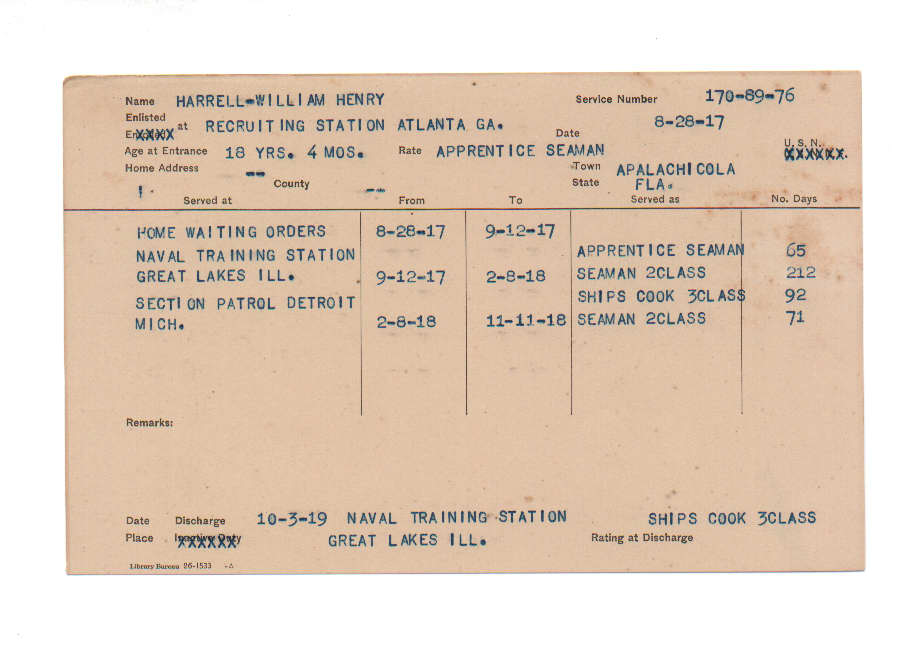 Name HARRELL-WILLIAM HENRY Service Number 170-89-76
Enlisted
at RECRUITING STATION ATLANTA GA. Date 8-28-17
Age at Entrance 18 YRS. 4 MOS. Rate APPRENTICE SEAMAN U.S.N.
Home Address -- Town APALACHICOLA
County -- State FLA.
Served at From To Served as No. Days
HOME WAITING ORDERS 8-28-17 9-12-17
NAVAL TRAINING STATION APPRENTICE SEAMAN 65
GREAT LAKES ILL. 9-12-17 2-8-18 SEAMAN 2CLASS 212
SECTION PATROL DETROIT SHIPS COOK 3CLASS 92
MICH. 2-8-18 11-11-18 SEAMAN 2CLASS 71
Remarks:
Date Discharge 10-3-19 NAVAL TRAINING STATION SHIPS COOK 3CLASS
Place Inactive Duty GREAT LAKES ILL. Rating at Discharge
Library Bureau 26-1533